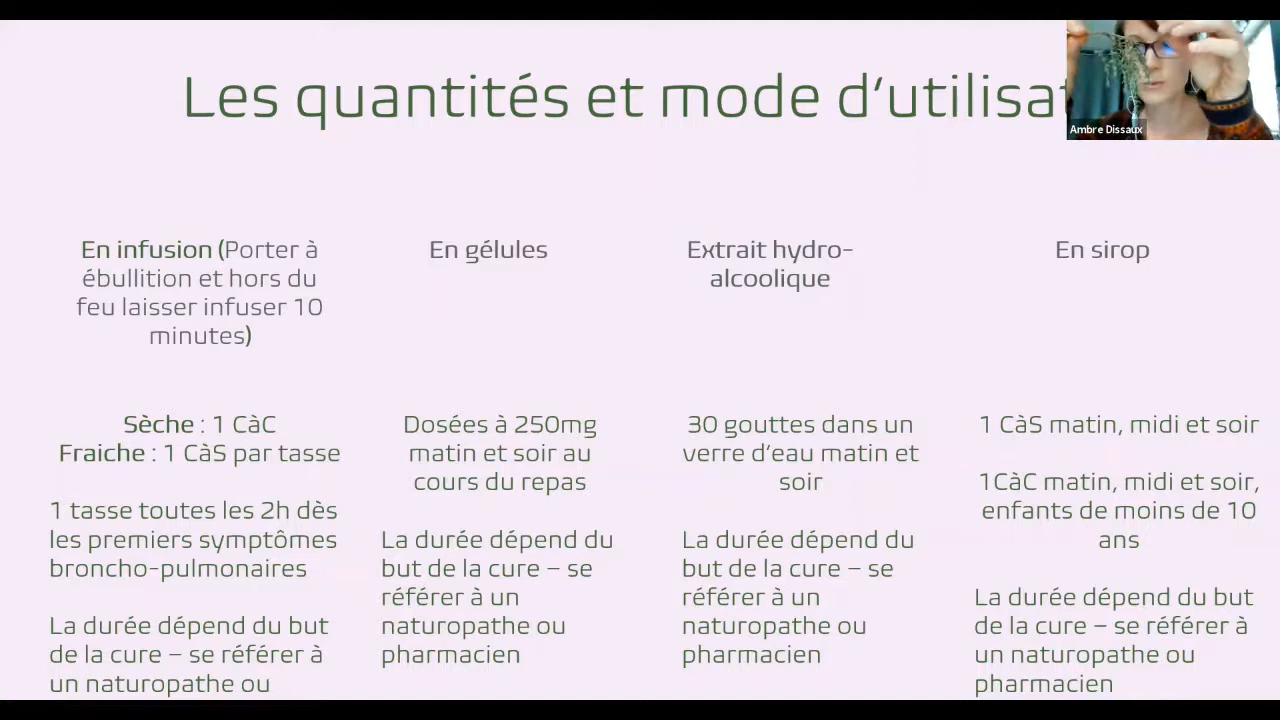 Les quantités et mode d'utilisat
Ambre Dissaux
En infusion (Porter à
ébullition et hors du
feu laisser infuser 10
minutes)
En gélules
Extrait hydro-
alcoolique
En sirop
Sèche : 1 CàC
Fraiche : 1 CàS par tasse
1 tasse toutes les 2h dès
les premiers symptômes
broncho-pulmonaires
La durée dépend du but
de la cure – se référer à
un naturopathe ou
Dosées à 250mg
matin et soir au
cours du repas
La durée dépend du
but de la cure – se
référer à un
naturopathe ou
pharmacien
30 gouttes dans un
verre d'eau matin et
soir
La durée dépend du
but de la cure – se
référer à un
naturopathe ou
pharmacien
1 CàS matin, midi et soir
1CàC matin, midi et soir,
enfants de moins de 10
ans
La durée dépend du but
de la cure – se référer à
un naturopathe ou
pharmacien